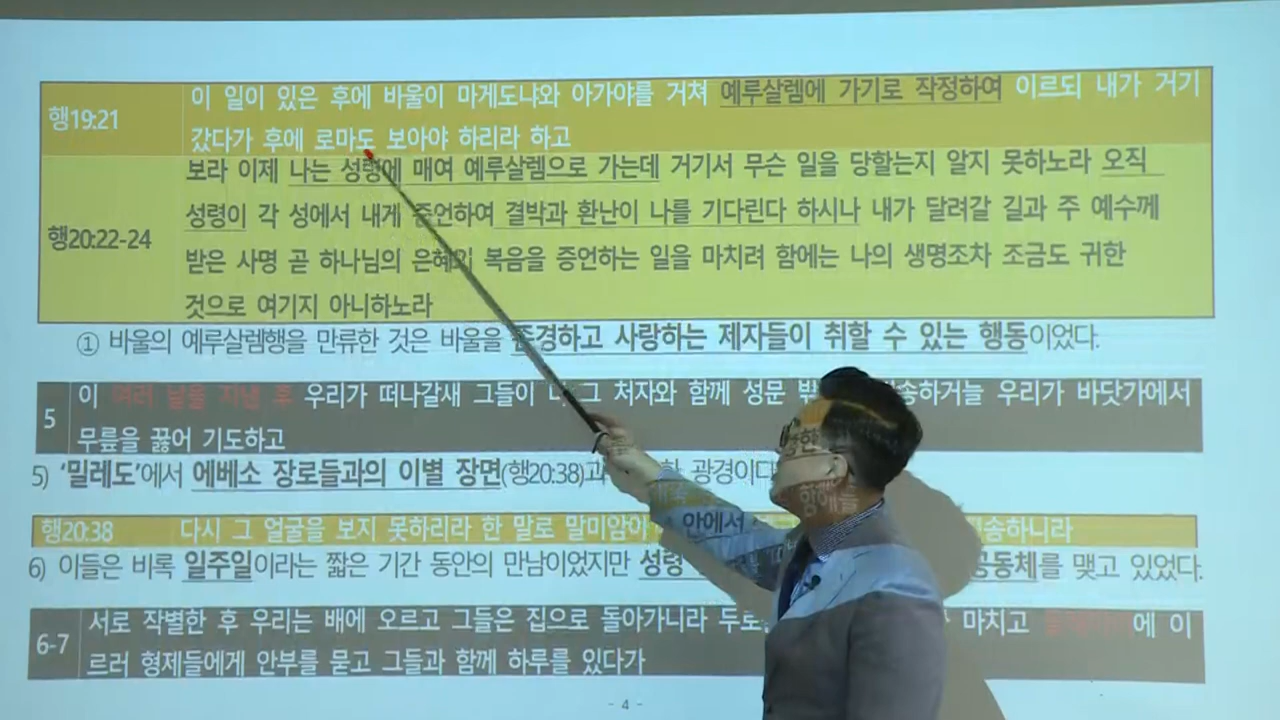 행19:21 이 일이 있은 후에 바울이 마게도냐와 아가야를 거쳐 예루살렘에 가기로 작정하여 이르되 내가 거기
갔다가 후에 로마도 보아야 하리라 하고
보라 이제 나는 성령에 매여 예루살렘으로 가는데 거기서 무슨 일을 당할는지 알지 못하노라 오직
성령이 각 성에서 내게 증언하여 결박과 환난이 나를 기다린다 하시나 내가 달려갈 길과 주 예수께
행20:22-24
받은 사명 곧 하나님의 은혜의 복음을 증언하는 일을 마치려 함에는 나의 생명조차 조금도 귀한
것으로 여기지 아니하노라
① 바울의 예루살렘행을 만류한 것은 바울을 존경하고 사랑하는 제자들이 취할 수 있는 행동이었다.
5 이 여러 날을 지낸 후 우리가 떠나갈새 그들이 다 그 처자와 함께 성문 우리가 바닷가에서
무릎을 꿇어 기도하고
5) ‘밀레도’에서 에베소 장로들과의 이별 장면(행20:38)과 광경이다
행20:38 다시 그 얼굴을 보지 못하리라 한 말로 말미암아
6) 이들은 비록 일주일이라는 짧은 기간 동안의 만남이었지만 성령 공동체를 맺고 있었다.
6-7 서로 작별한 후 우리는 배에 오르고 그들은 집으로 돌아가니라 마치고 에 이
르러 형제들에게 안부를 묻고 그들과 함께 하루를 있다가
- 4 -